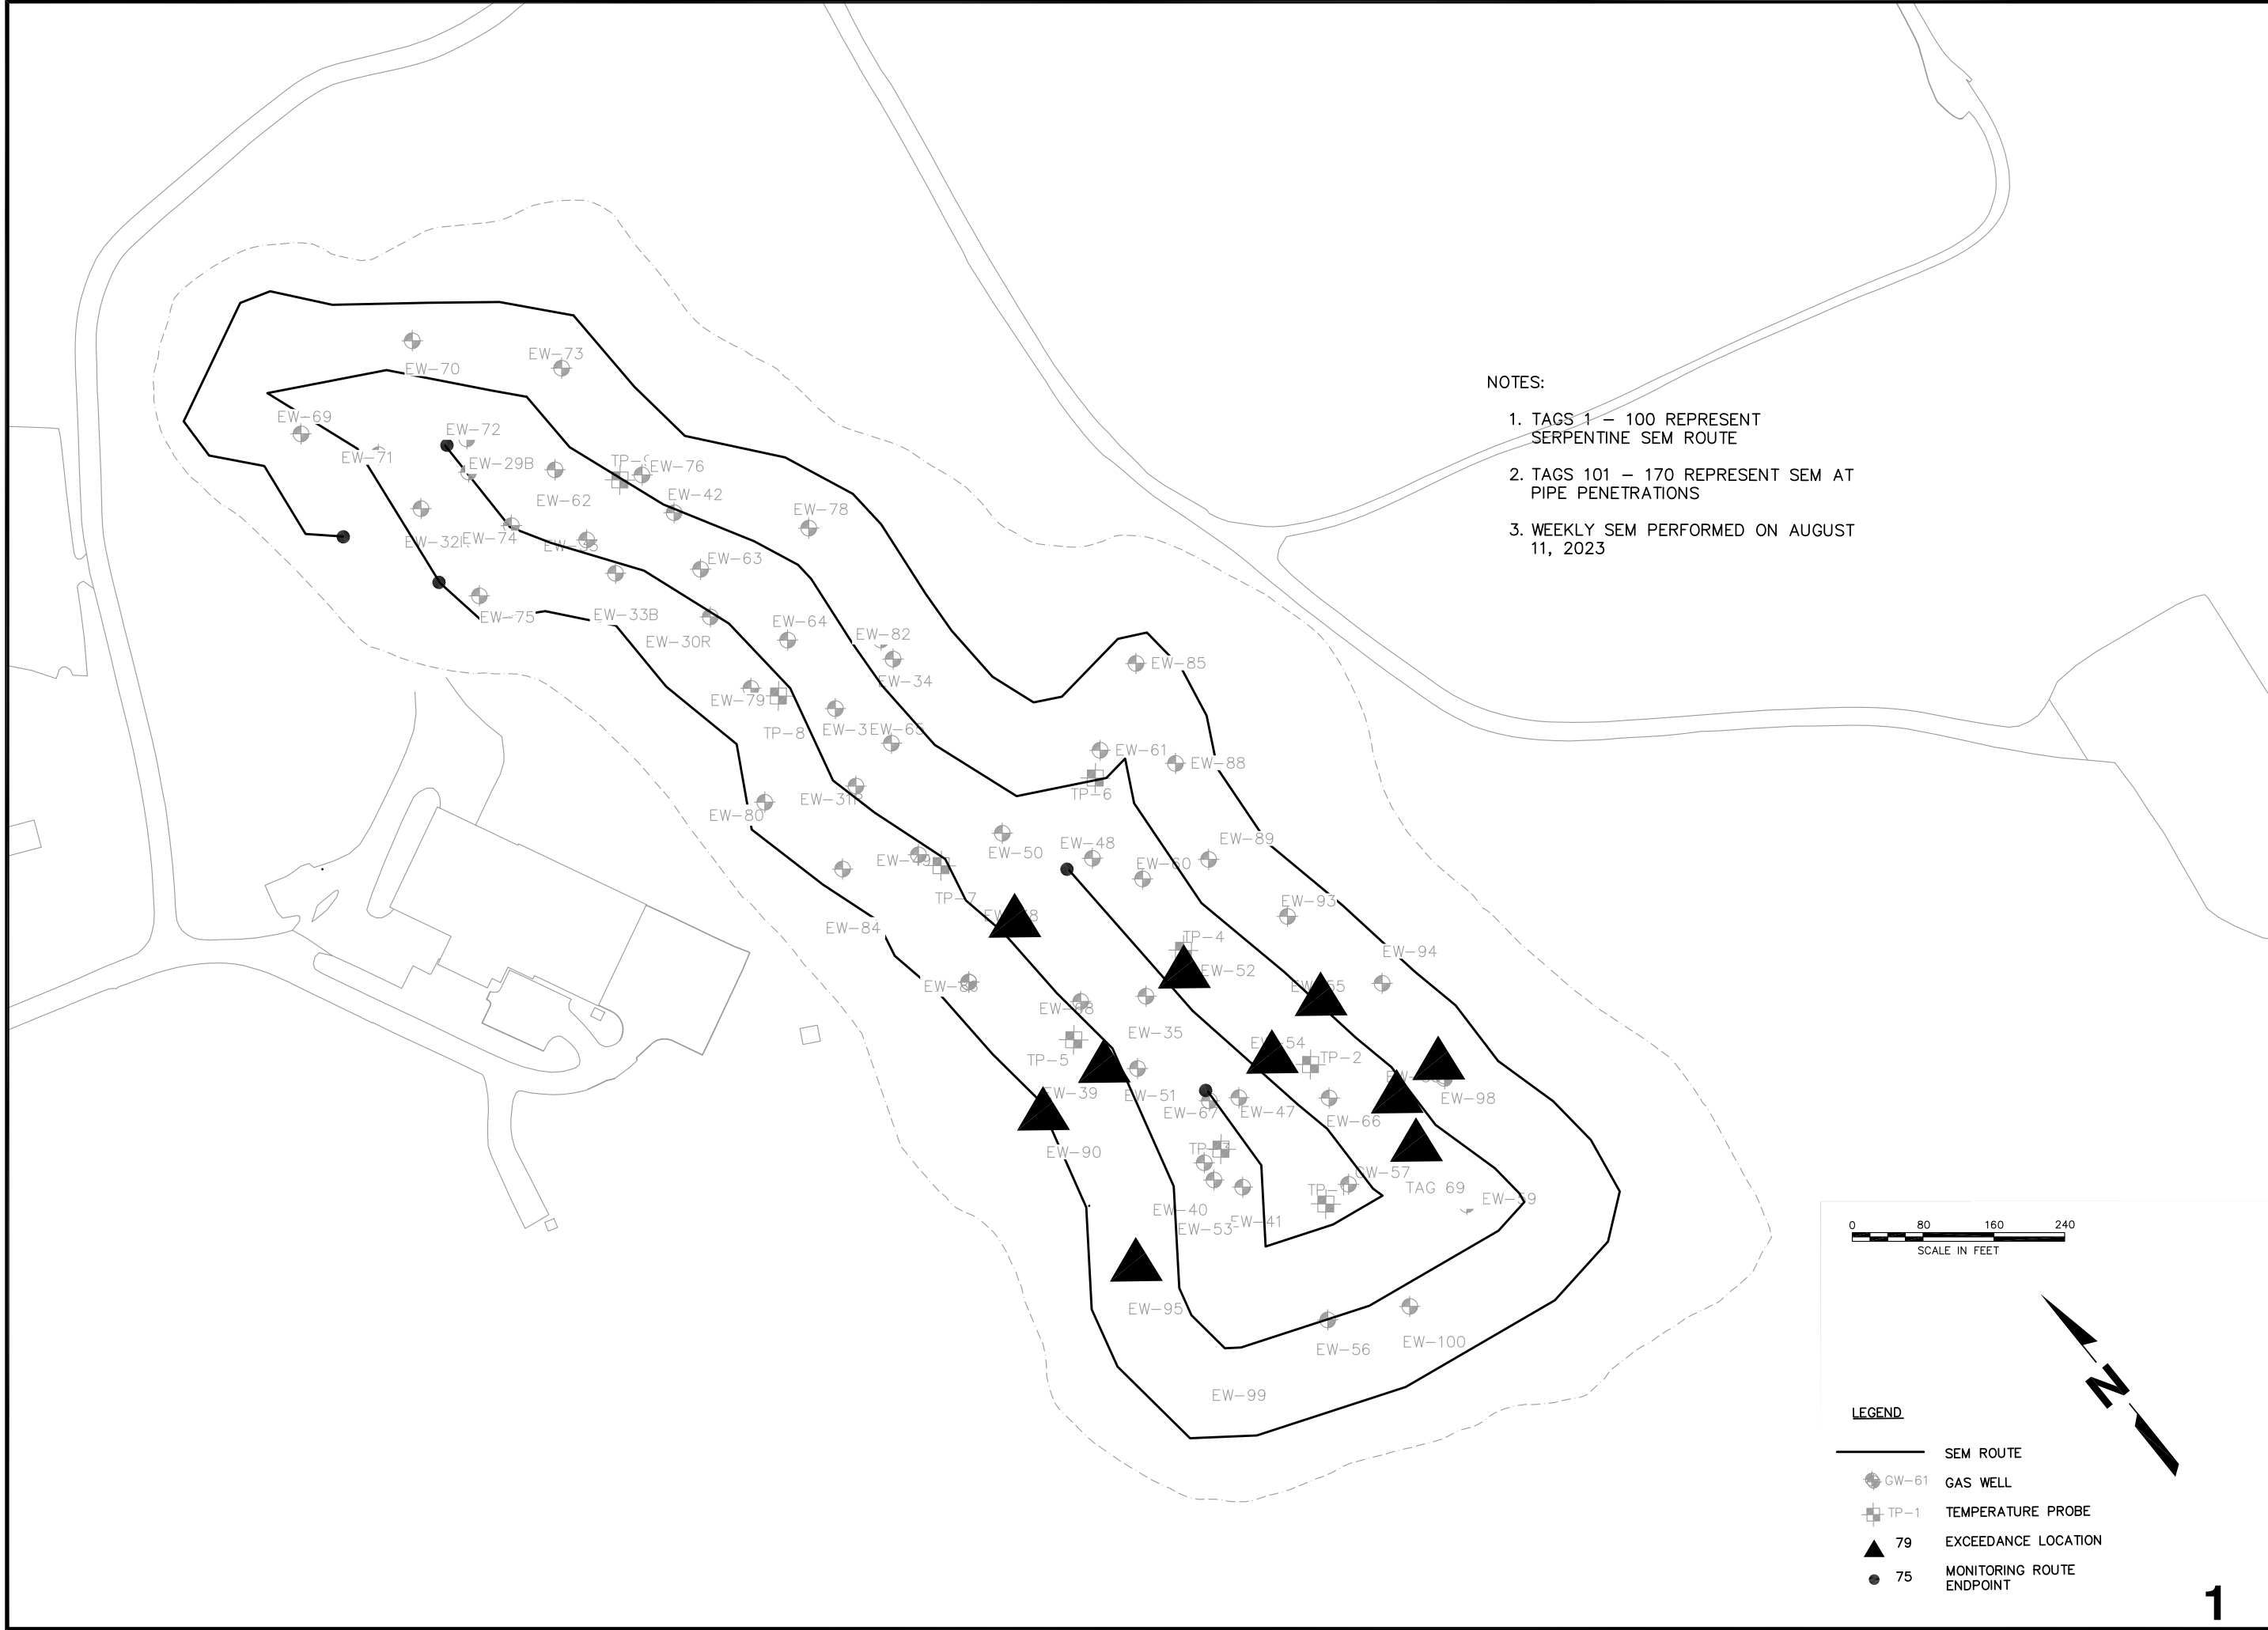 EW-73
EW-70
EW-69
EW-72
EW-71
EW-29B
EW-76
EW-62
EW-42
EW-78
EW-74
EW-63
EW-75
EW-33B
EW-64
EW-30R
EW-82
EW-85
EW-34
EW-79
TP-8
EW-65
EW-61
EW-88
TP-6
EW-80
EW-50
EW-48
EW-89
EW-60
TP-7
EW-93
EW-84
TP-4
EW-94
EW-52
EW-35
TP-5
TP-2
EW-39
EW-51
EW-67
EW-47
EW-98
EW-66
EW-90
GW-57
TAG 69
EW-59
EW-40
EW-41
EW-53
EW-95
EW-56
EW-100
EW-99
NOTES:
1. TAGS 1 - 100 REPRESENT
SERPENTINE SEM ROUTE
2. TAGS 101 - 170 REPRESENT SEM AT
PIPE PENETRATIONS
3. WEEKLY SEM PERFORMED ON AUGUST
11, 2023
0 80 160 240
SCALE IN FEET
N
LEGEND
SEM ROUTE
GW-61 GAS WELL
TP-1 TEMPERATURE PROBE
79 EXCEEDANCE LOCATION
75 MONITORING ROUTE
ENDPOINT
1